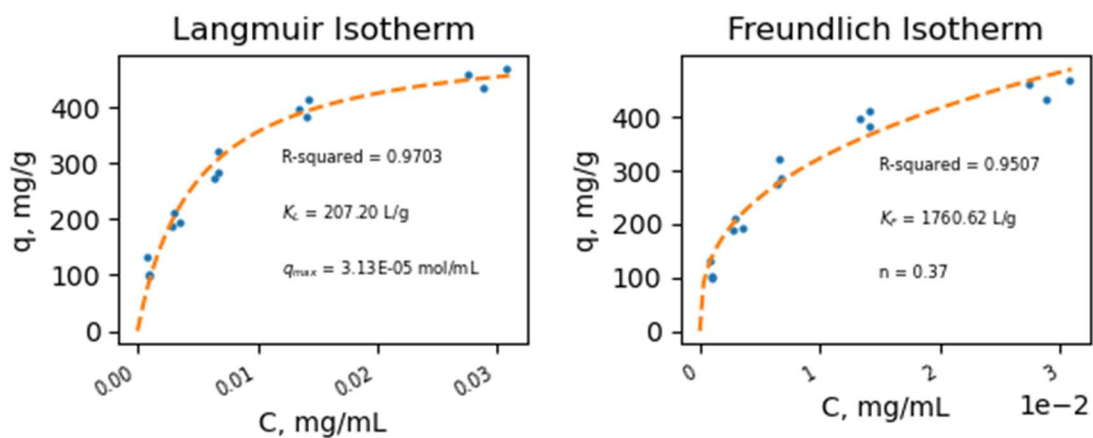 Langmuir Isotherm
q, mg/g
400
300
200
100
0
R-squared = 0.9703
K_L = 207.20 L/g
q_max = 3.13E-05 mol/mL
0.00
0.01
0.02
0.03
C, mg/mL
Freundlich Isotherm
q, mg/g
400
300
200
100
0
R-squared = 0.9507
K_F = 1760.62 L/g
n = 0.37
0
1
2
3
1e−2
C, mg/mL